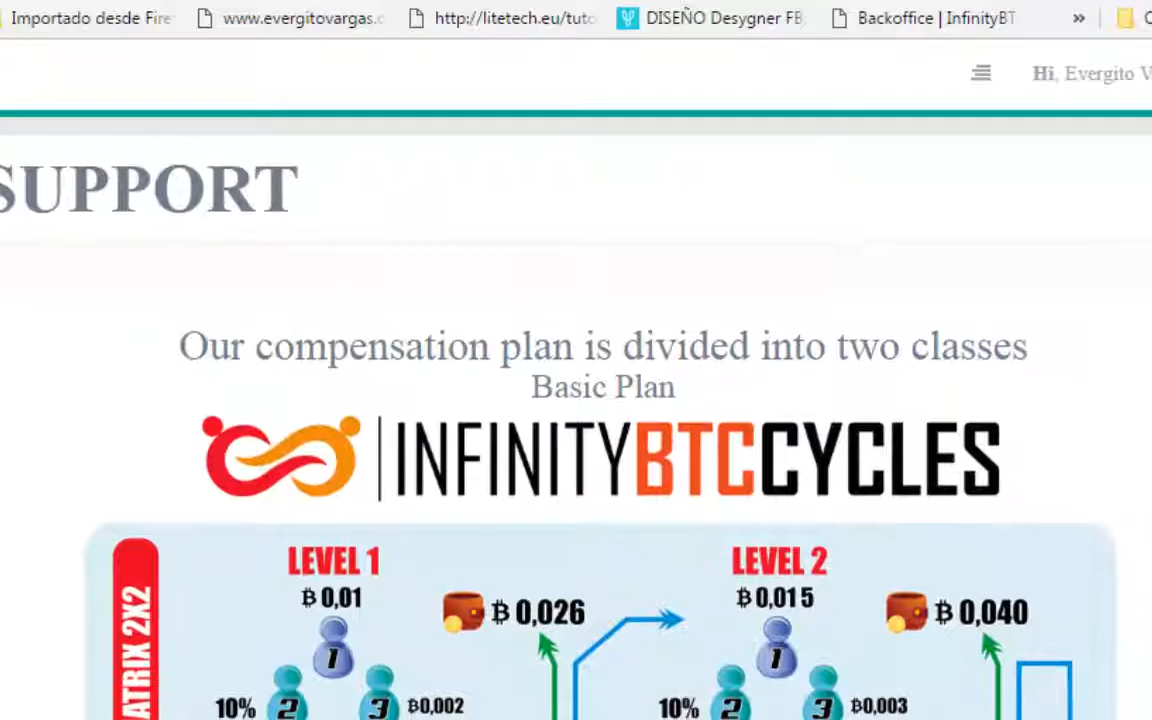 Importado desde Fire www.evergitovargas. http://litetech.eu/tuto DISEÑO Desygner FB Backoffice | InfinityBT »
Hi, Evergito V
SUPPORT
Our compensation plan is divided into two classes
Basic Plan
INFINITYBTCCYCLES
LEVEL 1 LEVEL 2
฿ 0,01 ฿ 0,026 ฿ 0,015 ฿ 0,040
ATRIX 2X2
1 1
10% 2 3 ฿0,002 10% 2 3 ฿0,003